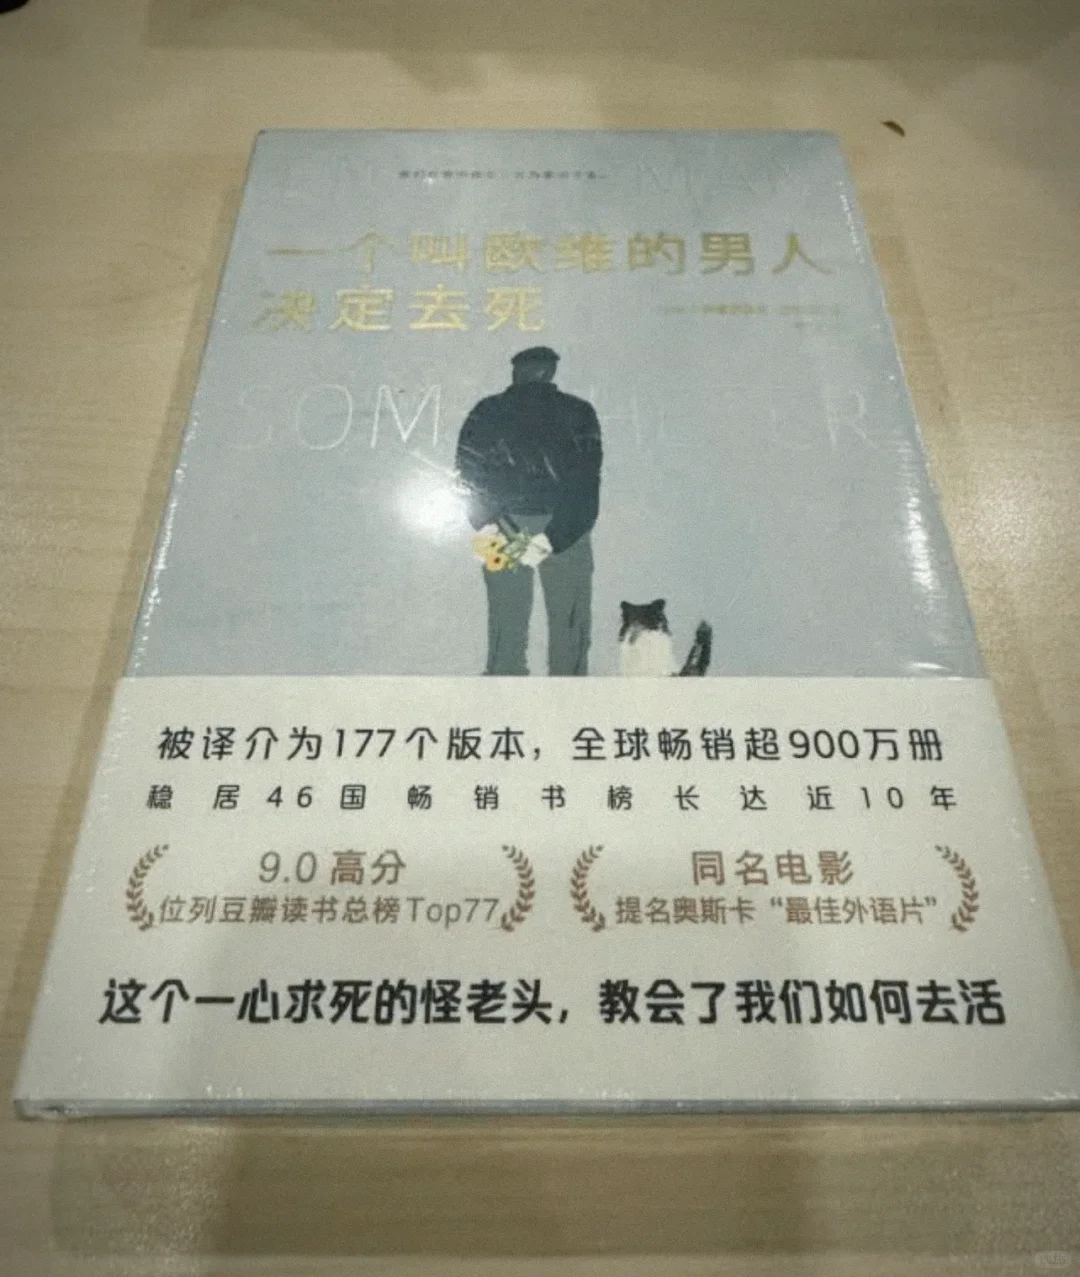 EN MAN
一个叫欧维的男人
决定去死
SOM HETER
被译介为177个版本，全球畅销超900万册
稳居46国畅销书榜长达近10年
9.0 高分
位列豆瓣读书总榜Top77
同名电影
提名奥斯卡“最佳外语片”
这个一心求死的怪老头，教会了我们如何去活